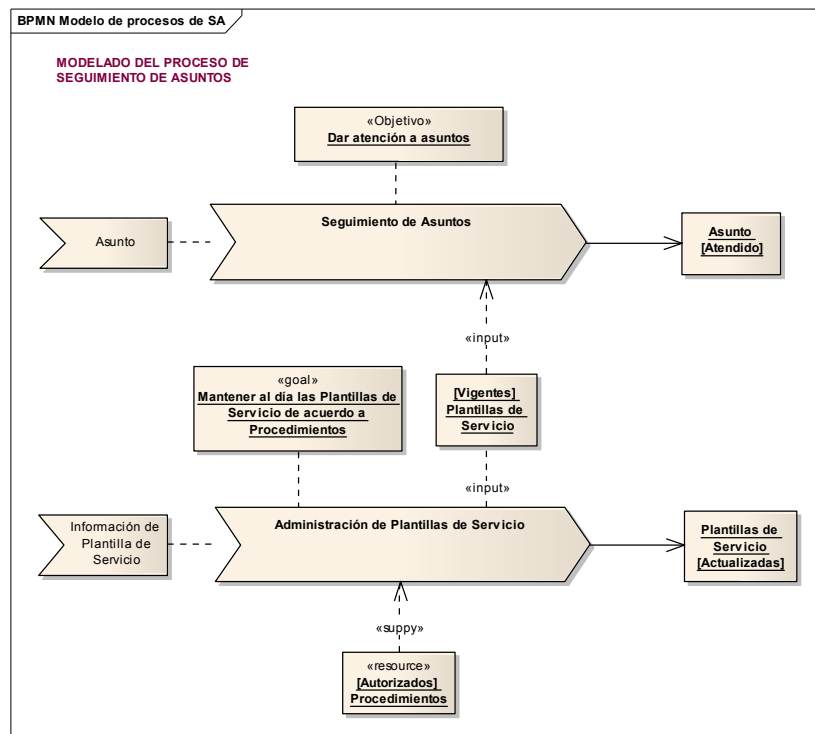 BPMN Modelo de procesos de SA
MODELADO DEL PROCESO DE
SEGUIMIENTO DE ASUNTOS
«Objetivo»
Dar atención a asuntos
Asunto
Seguimiento de Asuntos
Asunto
[Atendido]
«input»
«goal»
Mantener al día las Plantillas de
Servicio de acuerdo a
Procedimientos
[Vigentes]
Plantillas de
Servicio
«input»
Información de
Plantilla de
Servicio
Administración de Plantillas de Servicio
Plantillas de
Servicio
[Actualizadas]
«suppy»
«resource»
[Autorizados]
Procedimientos